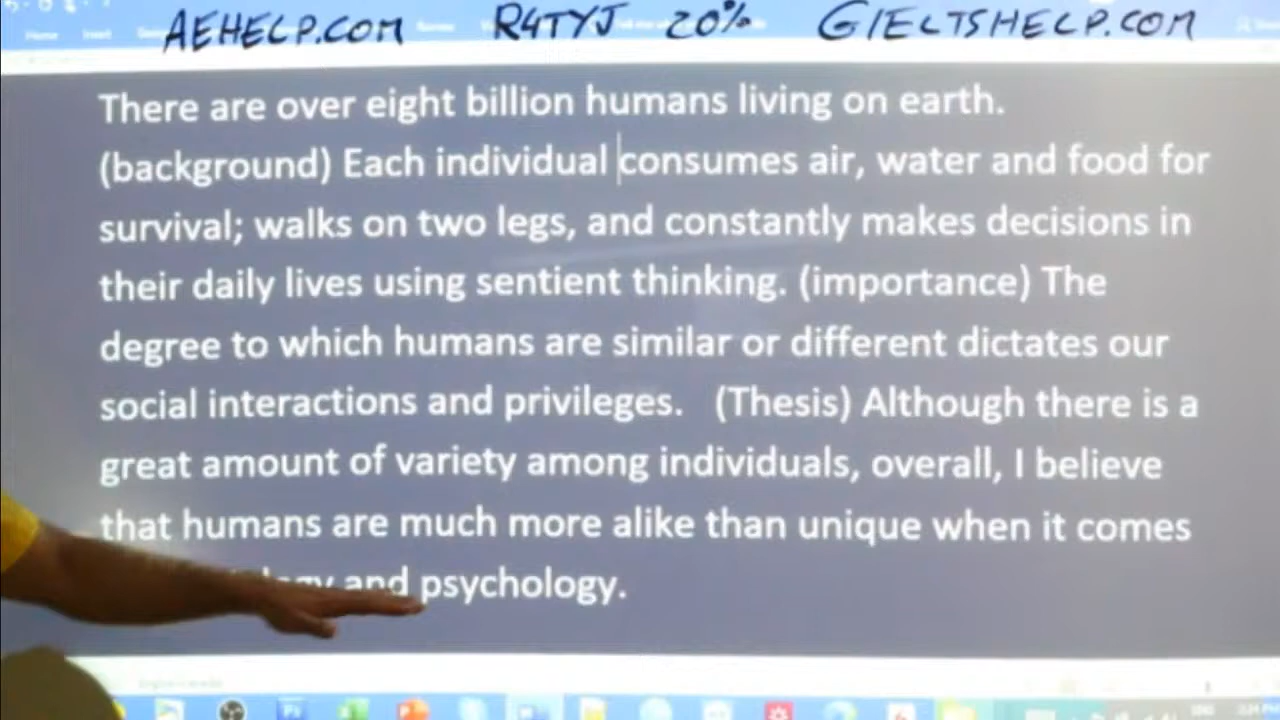 AEHELP.COM R4TYJ 20% GIELTSHELP.COM
Home Insert
There are over eight billion humans living on earth.
(background) Each individual consumes air, water and food for
survival; walks on two legs, and constantly makes decisions in
their daily lives using sentient thinking. (importance) The
degree to which humans are similar or different dictates our
social interactions and privileges. (Thesis) Although there is a
great amount of variety among individuals, overall, I believe
that humans are much more alike than unique when it comes
and psychology.